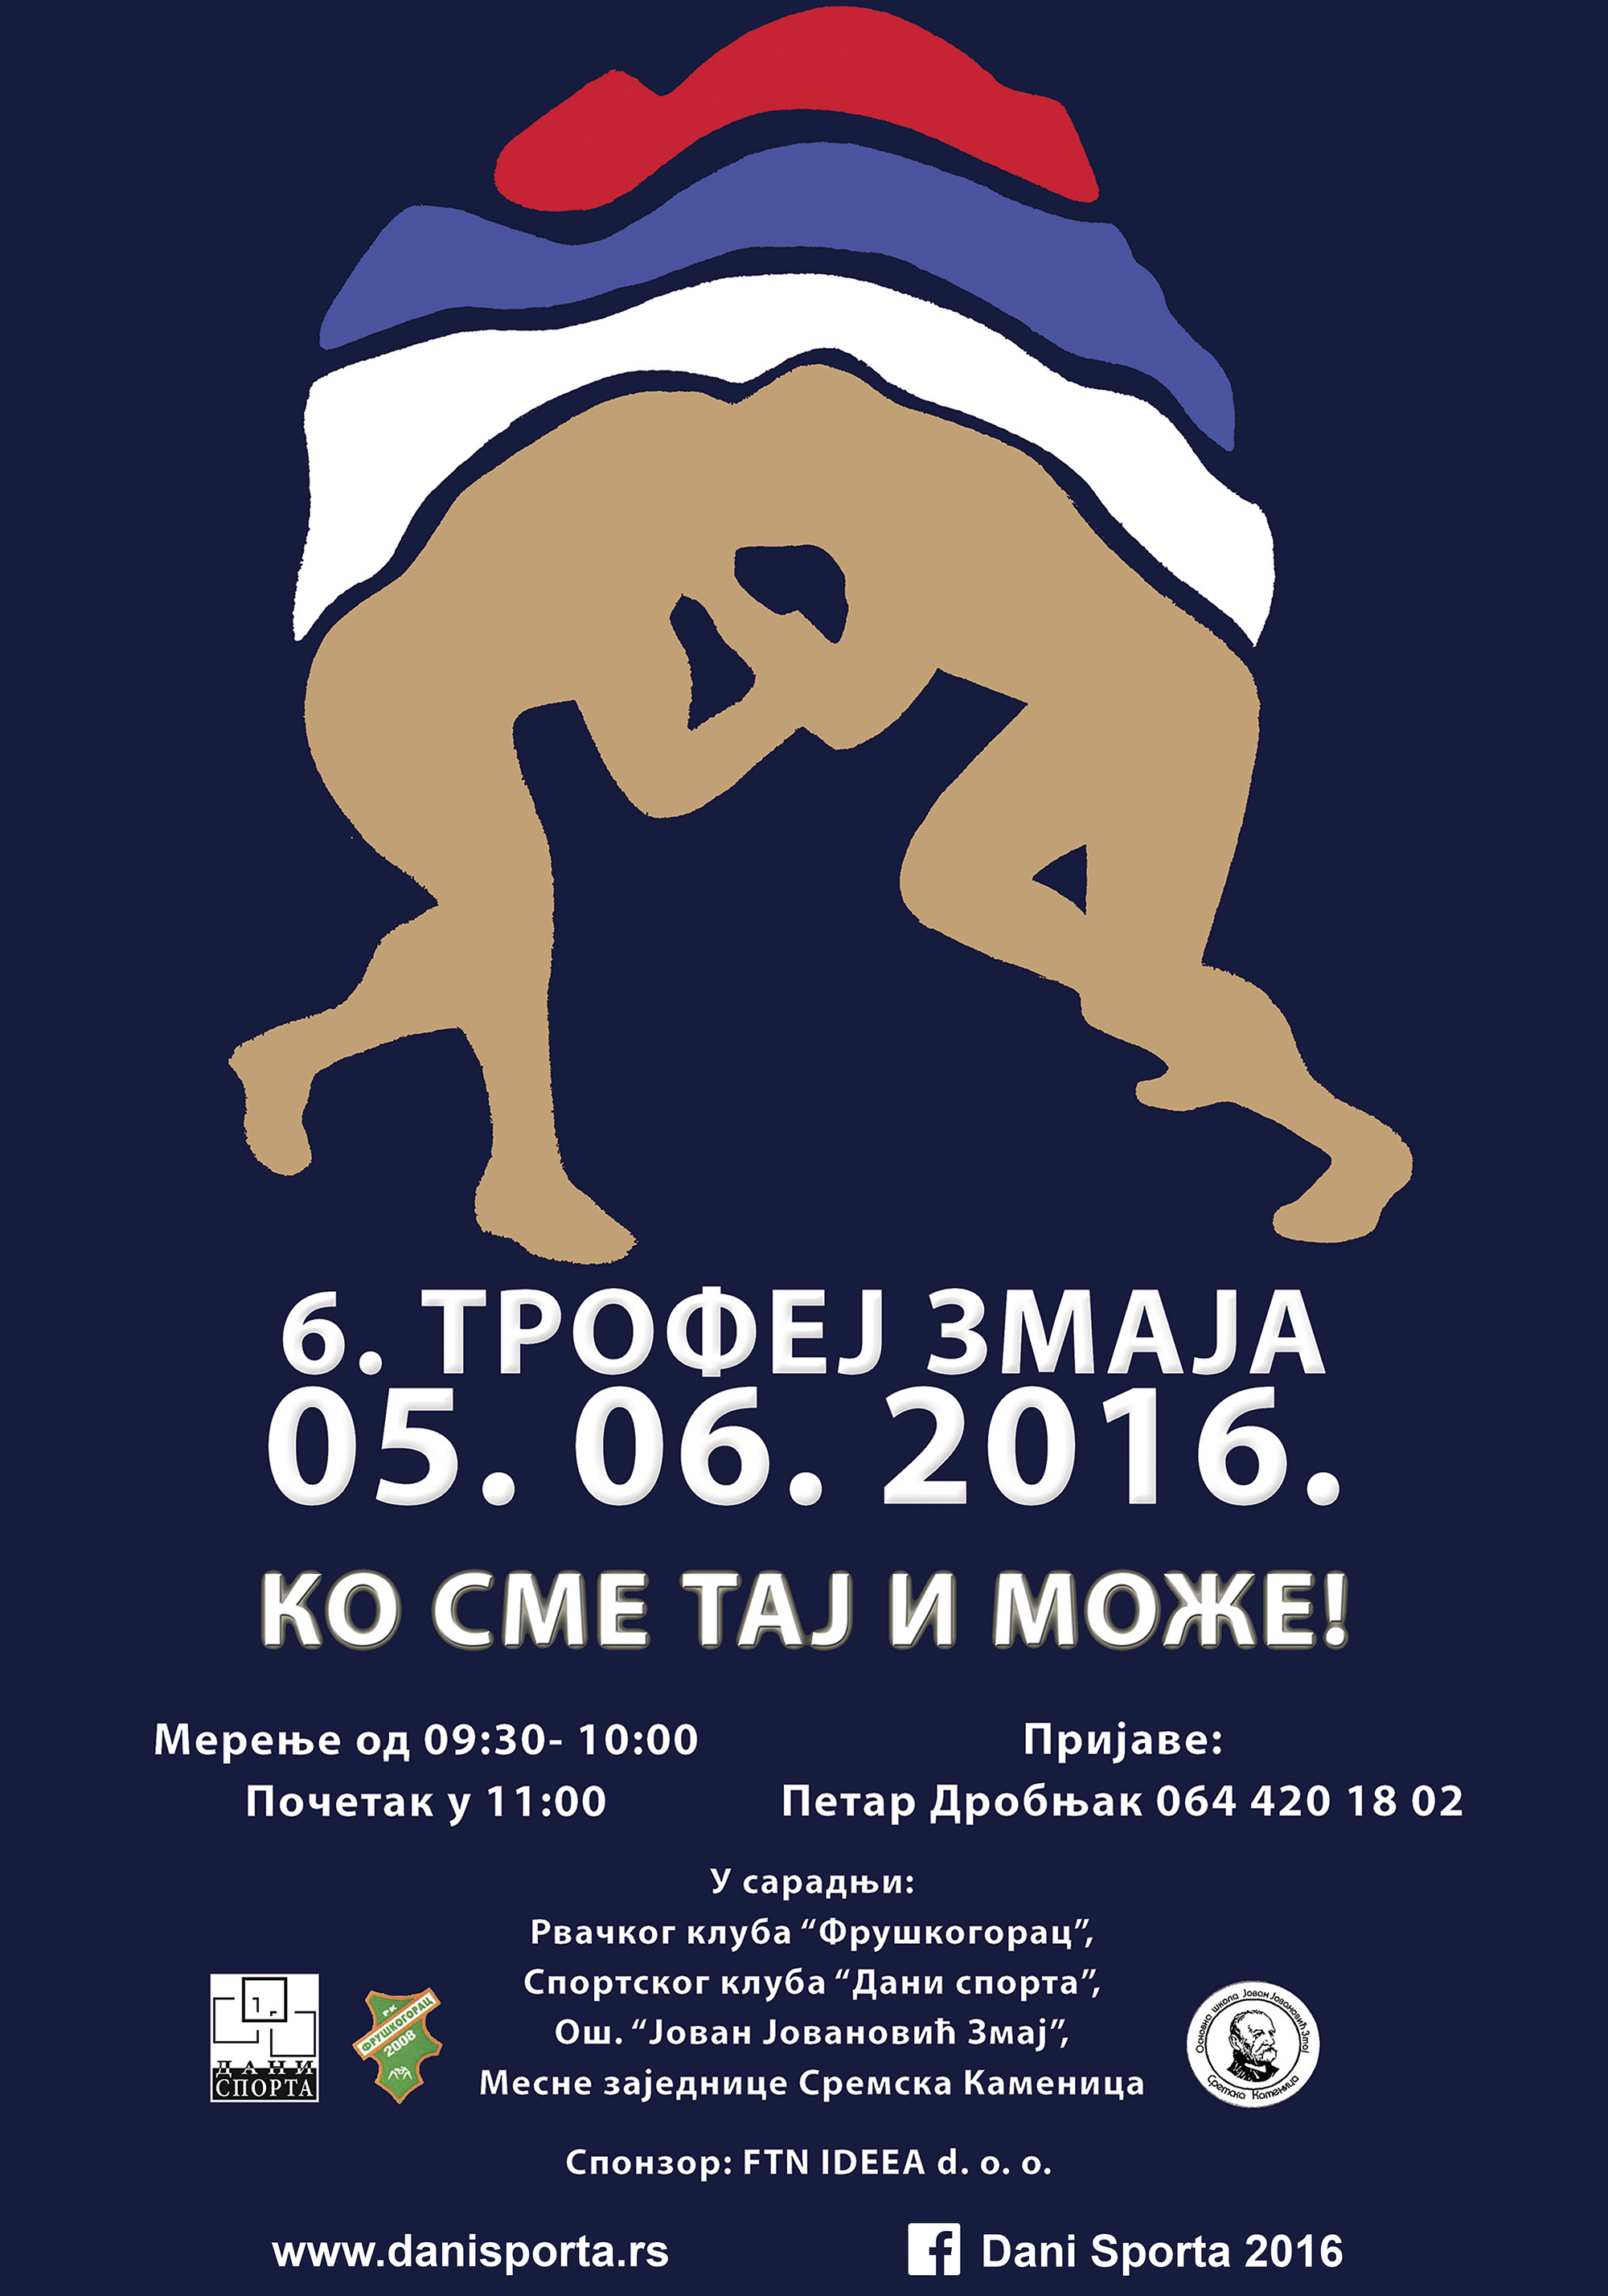 6. ТРОФЕЈ ЗМАЈА
05. 06. 2016.
КО СМЕ ТАЈ И МОЖЕ!
Мерење од 09:30- 10:00
Почетак у 11:00
Пријаве:
Петар Дробњак 064 420 18 02
У сарадњи:
Рвачког клуба “Фрушкогорац”,
Спортског клуба “Дани спорта”,
Ош. “Јован Јовановић Змај”,
Месне заједнице Сремска Каменица
1.
ДАНИ
СПОРТА
РК
ФРУШКОГОРАЦ
2008
Основна школа Јован Јовановић Змај
Сремска Каменица
Спонзор: FTN IDEEA d. o. o.
www.danisporta.rs
Dani Sporta 2016